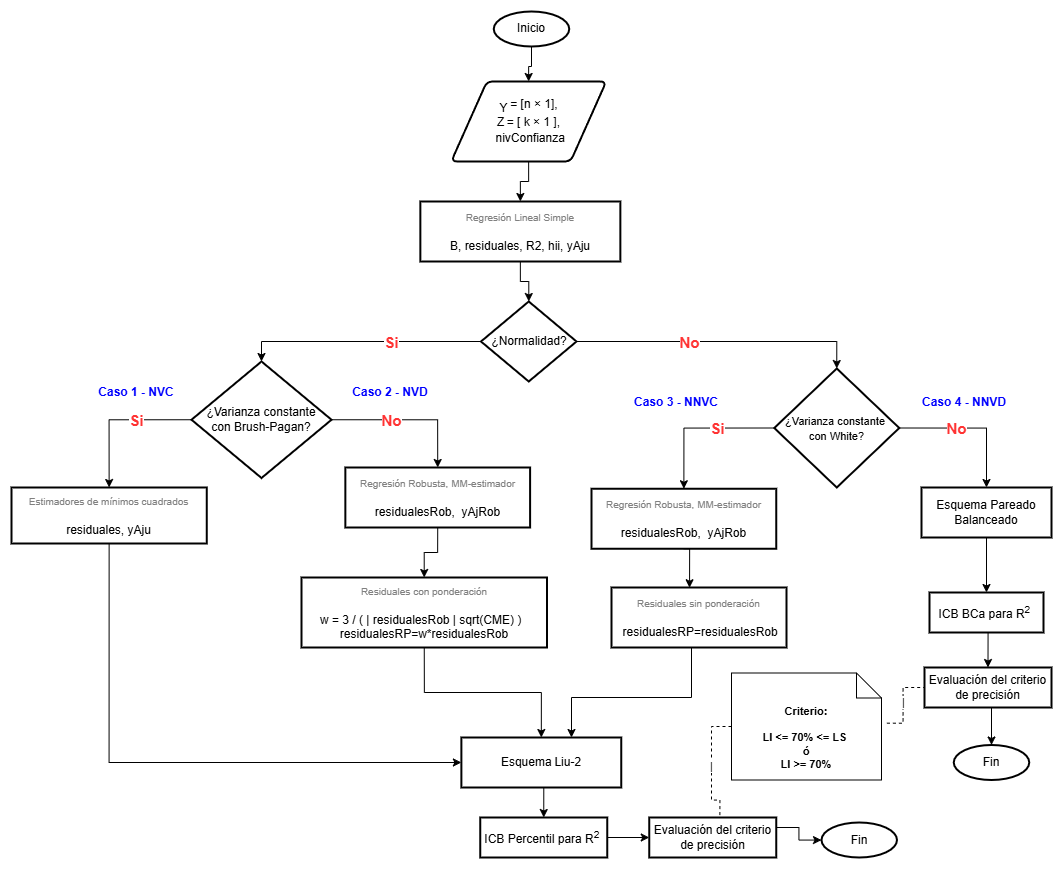 Inicio
Y = [n × 1],
Z = [ k × 1 ],
nivConfianza
Regresión Lineal Simple
B, residuales, R2, hii, yAju
¿Normalidad?
Si
No
Caso 1 - NVC
Caso 2 - NVD
¿Varianza constante
con Brush-Pagan?
Si
No
Caso 3 - NNVC
Caso 4 - NNVD
¿Varianza constante
con White?
Si
No
Estimadores de mínimos cuadrados
residuales, yAju
Regresión Robusta, MM-estimador
residualesRob, yAjRob
Regresión Robusta, MM-estimador
residualesRob, yAjRob
Esquema Pareado
Balanceado
Residuales con ponderación
w = 3 / ( | residualesRob | sqrt(CME) )
residualesRP=w*residualesRob
Residuales sin ponderación
residualesRP=residualesRob
ICB BCa para R²
Evaluación del criterio
de precisión
Criterio:
LI <= 70% <= LS
ó
LI >= 70%
Fin
Esquema Liu-2
ICB Percentil para R²
Evaluación del criterio
de precisión
Fin